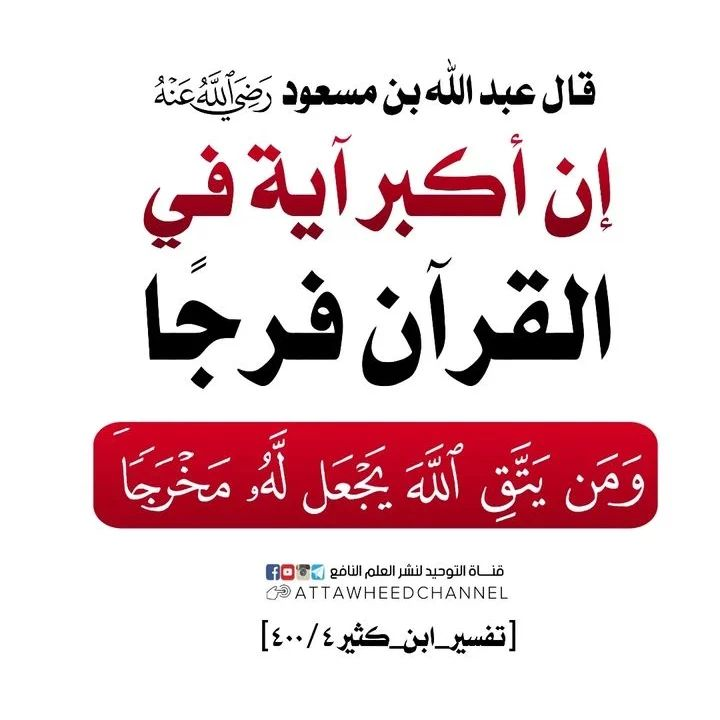 قال عبد الله بن مسعود رَضِيَ اللَّهُ عَنْهُ
إن أكبر آية في
القرآن فرجًا
وَمَن يَتَّقِ ٱللَّهَ يَجْعَل لَّهُۥ مَخْرَجًا
قنـــاة التوحيد لنشر العلم النافع
ATTAWHEEDCHANNEL
[تفسير_ابن_كثير ٤/٤٠٠]